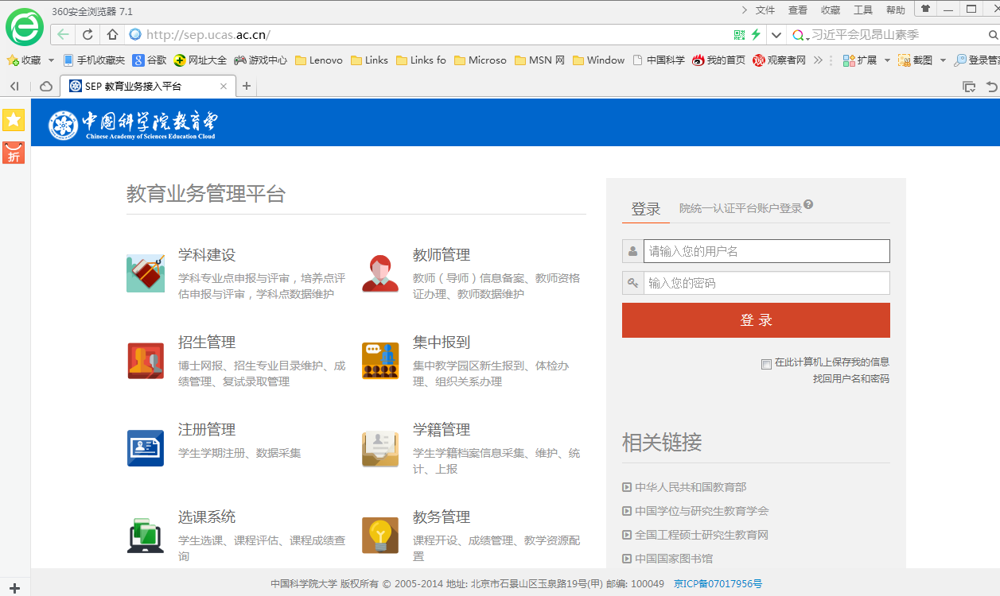 360安全浏览器 7.1
文件 查看 收藏 工具 帮助
http://sep.ucas.ac.cn/
习近平会见昂山素季
收藏 手机收藏夹 谷歌 网址大全 游戏中心 Lenovo Links Links fo Microso MSN 网 Window 中国科学 我的首页 观察者网 扩展 截图 登录管
SEP 教育业务接入平台
折
中国科学院教育云
Chinese Academy of Sciences Education Cloud
教育业务管理平台
学科建设
学科专业点申报与评审，培养点评
估申报与评审，学科点数据维护
教师管理
教师（导师）信息备案、教师资格
证办理、教师数据维护
招生管理
博士网报、招生专业目录维护、成
绩管理、复试录取管理
集中报到
集中教学园区新生报到、体检办
理、组织关系办理
注册管理
学生学期注册、数据采集
学籍管理
学生学籍档案信息采集、维护、统
计、上报
选课系统
学生选课、课程评估、课程成绩查
询
教务管理
课程开设、成绩管理、教学资源配
置
登录 院统一认证平台账户登录
请输入您的用户名
输入您的密码
登 录
在此计算机上保存我的信息
找回用户名和密码
相关链接
中华人民共和国教育部
中国学位与研究生教育学会
全国工程硕士研究生教育网
中国国家图书馆
中国科学院大学 版权所有 © 2005-2014 地址: 北京市石景山区玉泉路19号(甲) 邮编: 100049 京ICP备07017956号